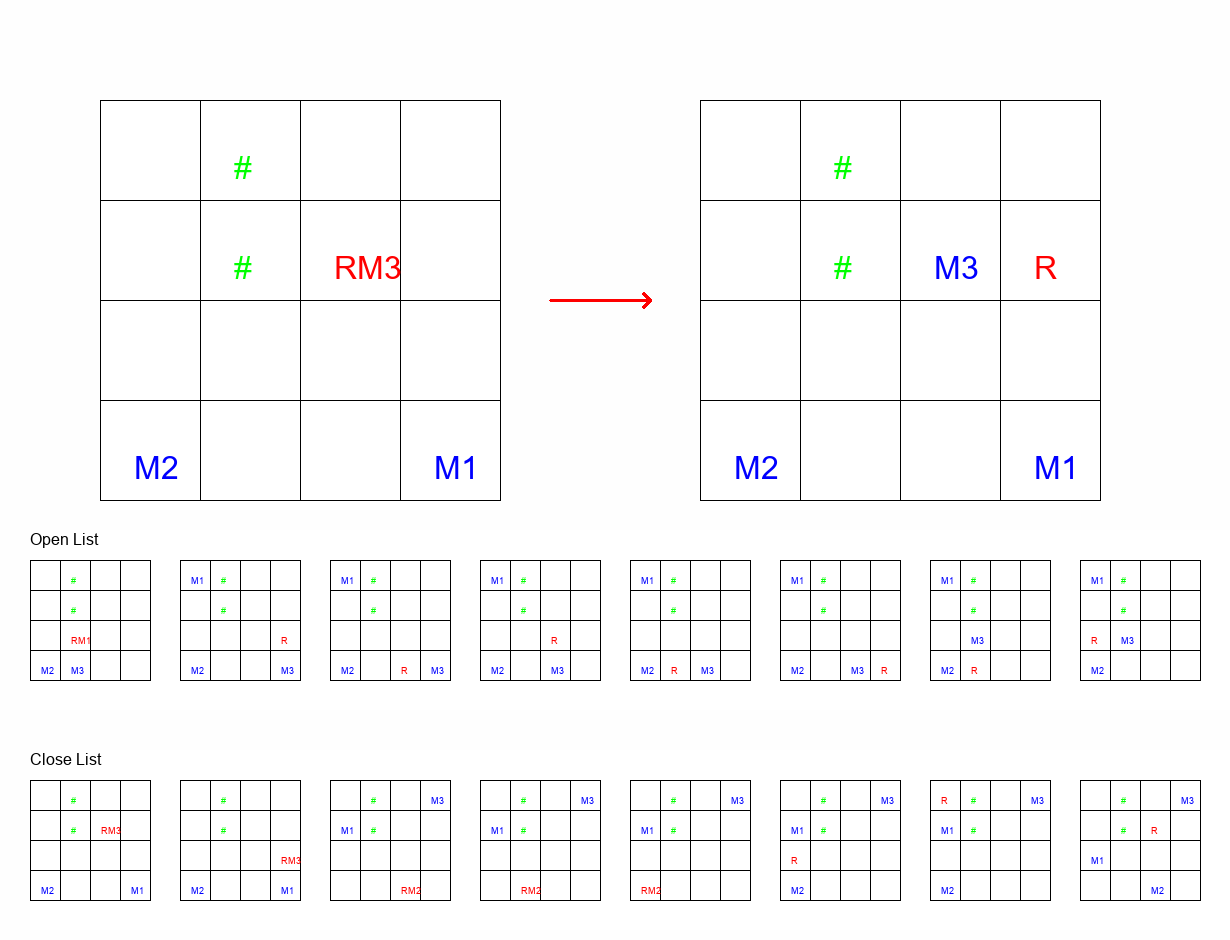 # #
# RM3 # M3 R
M2 M1 M2 M1
Open List
# M1 # M1 # M1 # M1 # M1 # M1 # M1 #
# # # # # # # #
RM1 R R M3 R M3
M2 M3 M2 M3 M2 R M3 M2 M3 M2 R M3 M2 M3 R M2 R M2
Close List
# # # M3 # M3 # M3 # M3 R # M3 # M3
# RM3 # M1 # M1 # M1 # M1 # M1 # # R
RM3 R M1
M2 M1 M2 M1 RM2 RM2 RM2 M2 M2 M2